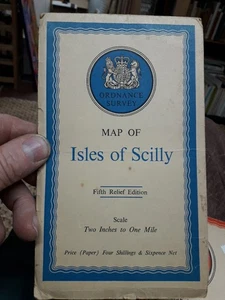 ORDNANCE
SURVEY
MAP OF
Isles of Scilly
Fifth Relief Edition
Scale
Two Inches to One Mile
Price (Paper) Four Shillings & Sixpence Net